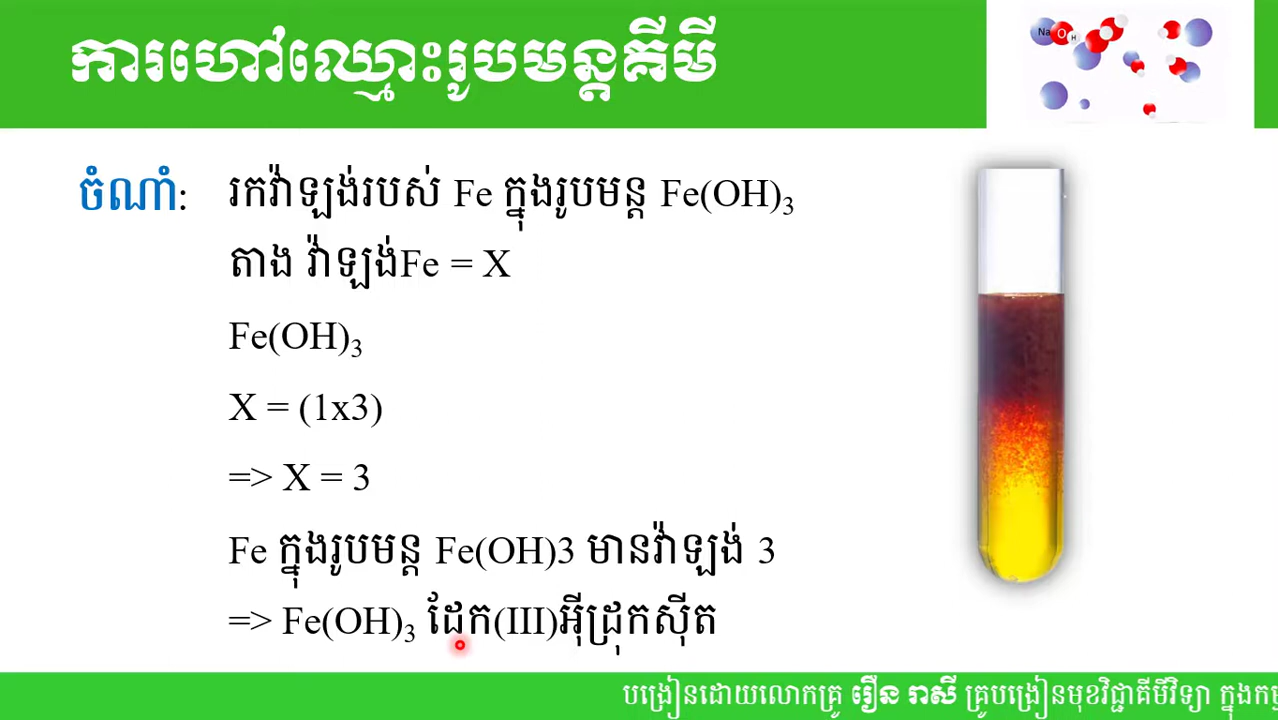 ការហៅឈ្មោះរូបមន្តគីមី
Na O H
ចំណាំ: រកវ៉ាឡង់របស់ Fe ក្នុងរូបមន្ត Fe(OH)₃
តាង វ៉ាឡង់Fe = X
Fe(OH)₃
X = (1x3)
=> X = 3
Fe ក្នុងរូបមន្ត Fe(OH)3 មានវ៉ាឡង់ 3
=> Fe(OH)₃ ដែក(III)អ៊ីដ្រុកស៊ីត
បង្រៀនដោយលោកគ្រូ រឿន រាសី គ្រូបង្រៀនមុខវិជ្ជាគីមីវិទ្យា ក្នុង